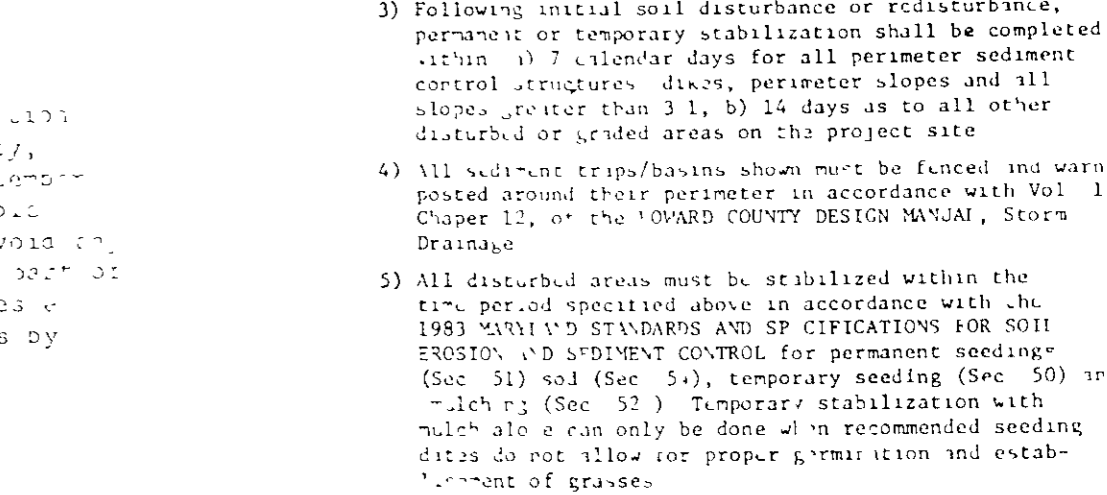 3) Following initial soil disturbance or redisturbance,
permanent or temporary stabilization shall be completed
within 7 calendar days for all perimeter sediment
control structures dikes, perimeter slopes and all
slopes greater than 3 1, b) 14 days as to all other
disturbed or graded areas on the project site
4) All sediment traps/basins shown must be fenced and warn
posted around their perimeter in accordance with Vol 1
Chaper 12, of the HOWARD COUNTY DESIGN MANUAL, Storm
Drainage
5) All disturbed areas must be stabilized within the
time period specified above in accordance with the
1983 MARYLAND STANDARDS AND SPECIFICATIONS FOR SOIL
EROSION AND SEDIMENT CONTROL for permanent seedings
(Sec 51) sod (Sec 54), temporary seeding (Sec 50) an
mulching (Sec 52 ) Temporary stabilization with
mulch alone can only be done when recommended seeding
dates do not allow for proper germination and estab-
lishment of grasses